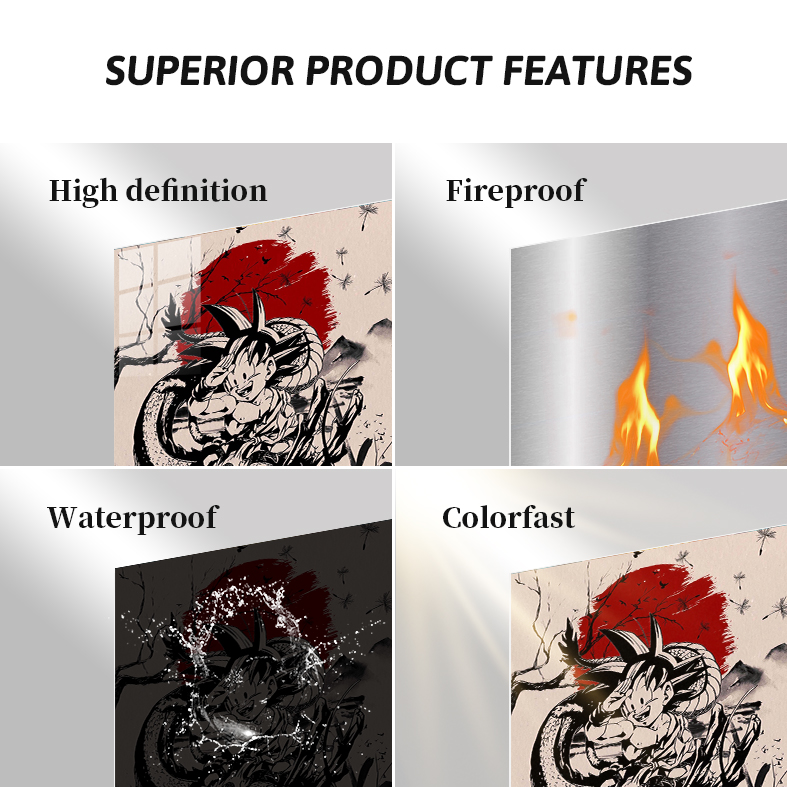 SUPERIOR PRODUCT FEATURES
High definition
Fireproof
Waterproof
Colorfast